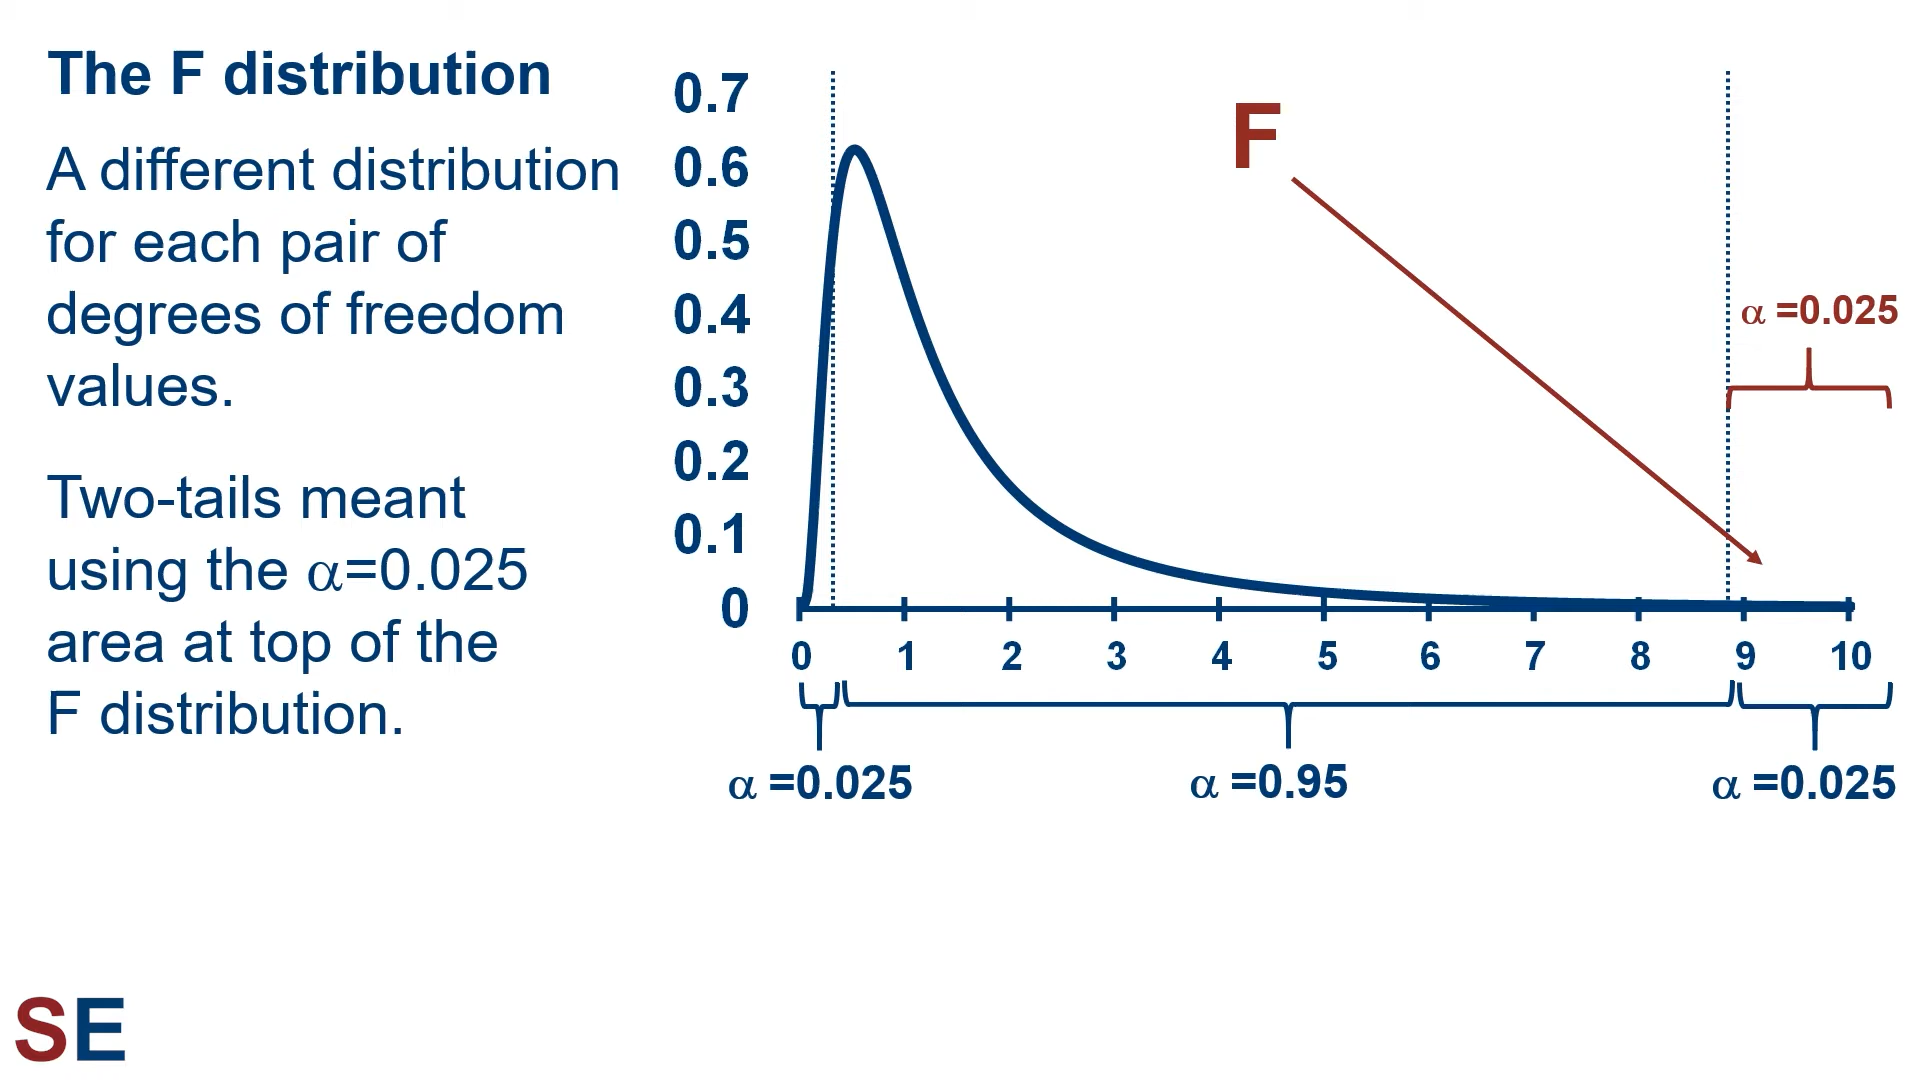 The F distribution
A different distribution
for each pair of
degrees of freedom
values.
Two-tails meant
using the α=0.025
area at top of the
F distribution.
0.7
0.6
0.5
0.4
0.3
0.2
0.1
0
F
α =0.025
0 1 2 3 4 5 6 7 8 9 10
α =0.025 α =0.95 α =0.025
SE